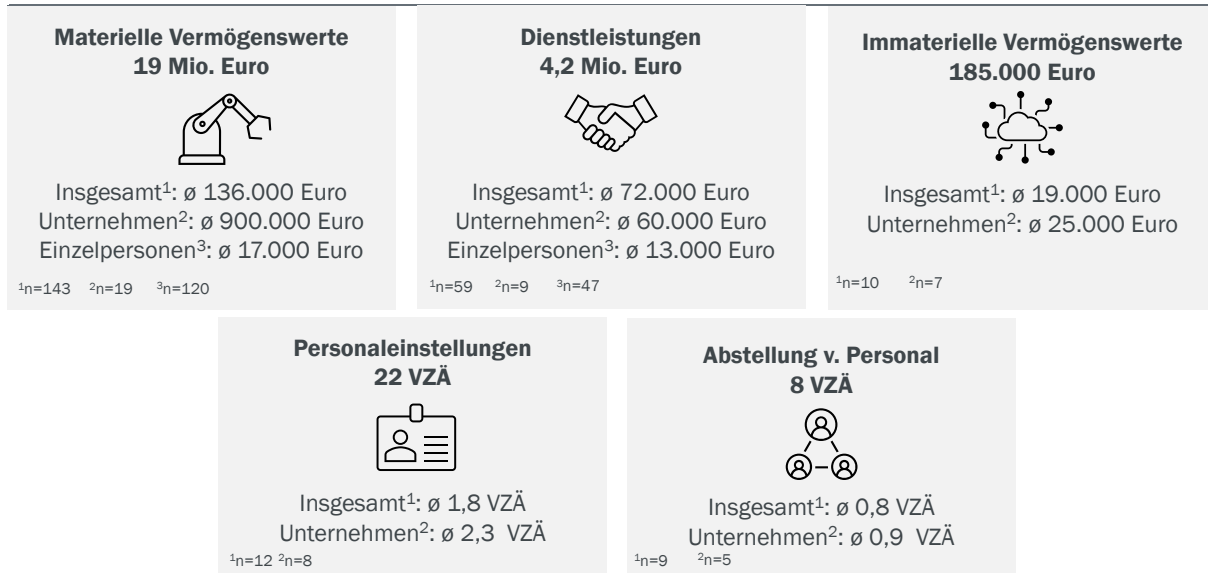 Materielle Vermögenswerte
19 Mio. Euro
Insgesamt¹: ø 136.000 Euro
Unternehmen²: ø 900.000 Euro
Einzelpersonen³: ø 17.000 Euro
¹n=143 ²n=19 ³n=120
Dienstleistungen
4,2 Mio. Euro
Insgesamt¹: ø 72.000 Euro
Unternehmen²: ø 60.000 Euro
Einzelpersonen³: ø 13.000 Euro
¹n=59 ²n=9 ³n=47
Immaterielle Vermögenswerte
185.000 Euro
Insgesamt¹: ø 19.000 Euro
Unternehmen²: ø 25.000 Euro
¹n=10 ²n=7
Personaleinstellungen
22 VZÄ
Insgesamt¹: ø 1,8 VZÄ
Unternehmen²: ø 2,3 VZÄ
¹n=12 ²n=8
Abstellung v. Personal
8 VZÄ
Insgesamt¹: ø 0,8 VZÄ
Unternehmen²: ø 0,9 VZÄ
¹n=9 ²n=5